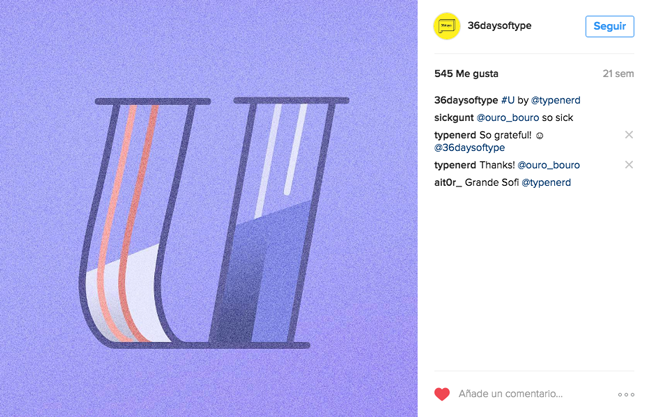 36daysoftype
Seguir
545 Me gusta
21 sem
36daysoftype #U by @typenerd
sickgunt @ouro_bouro so sick
typenerd So grateful! ☺
@36daysoftype
typenerd Thanks! @ouro_bouro
ait0r_ Grande Sofi @typenerd
Añade un comentario...
U